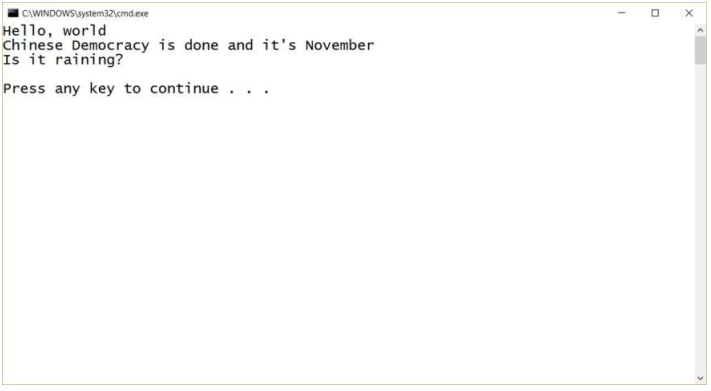 C:\WINDOWS\system32\cmd.exe
Hello, world
Chinese Democracy is done and it's November
Is it raining?
Press any key to continue . . .